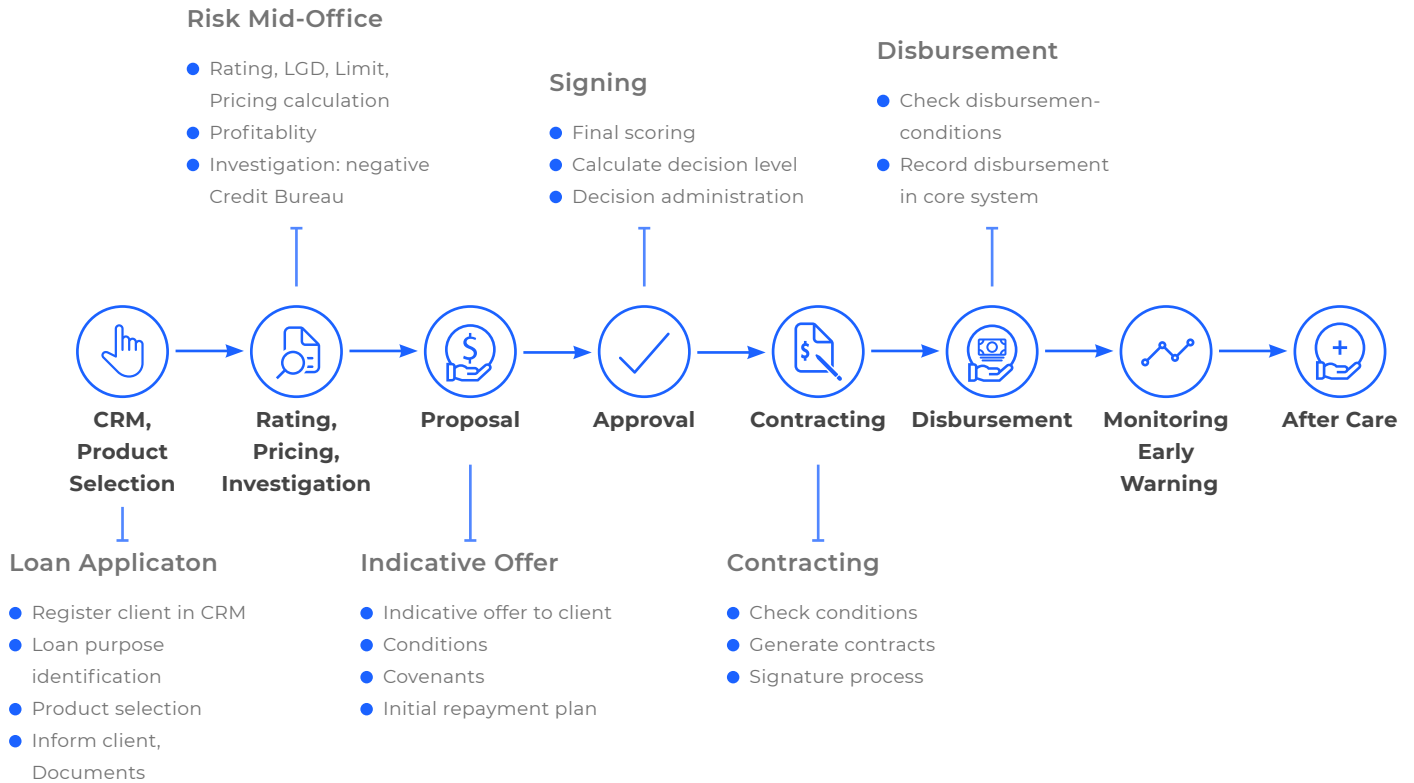 Risk Mid-Office
Rating, LGD, Limit,
Pricing calculation
Profitablity
Investigation: negative
Credit Bureau
Signing
Final scoring
Calculate decision level
Decision administration
Disbursement
Check disbursemen-
conditions
Record disbursement
in core system
$
$
CRM,
Product
Selection
Rating,
Pricing,
Investigation
Proposal
Approval
Contracting
Disbursement
Monitoring
Early
Warning
After Care
Loan Applicaton
Register client in CRM
Loan purpose
identification
Product selection
Inform client,
Documents
Indicative Offer
Indicative offer to client
Conditions
Covenants
Initial repayment plan
Contracting
Check conditions
Generate contracts
Signature process